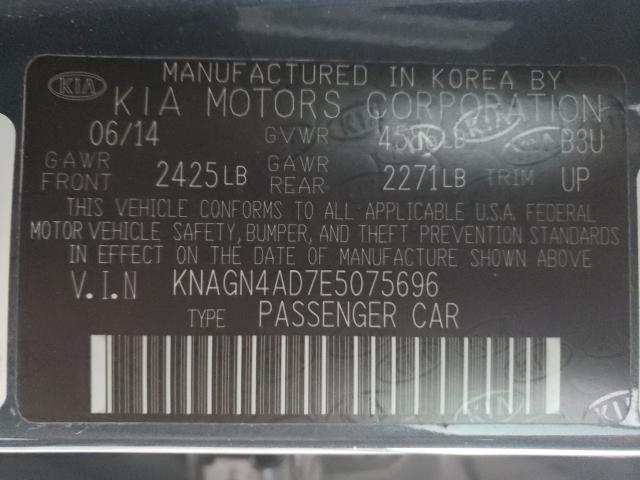 MANUFACTURED IN KOREA BY
KIA KIA MOTORS CORPORATION
06/14 GVWR B3U
GAWR FRONT 2425LB GAWR REAR 2271LB TRIM UP
THIS VEHICLE CONFORMS TO ALL APPLICABLE U.S.A. FEDERAL
MOTOR VEHICLE SAFETY, BUMPER, AND THEFT PREVENTION STANDARDS
IN EFFECT ON THE DATE OF MANUFACTURE SHOWN ABOVE.
V.I.N KNAGN4AD7E5075696
TYPE PASSENGER CAR